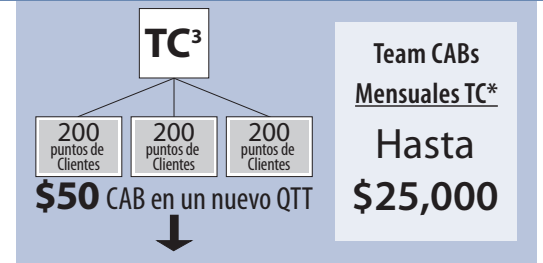 TC³
200
puntos de
Clientes
200
puntos de
Clientes
200
puntos de
Clientes
$50 CAB en un nuevo QTT
Team CABs
Mensuales TC*
Hasta
$25,000